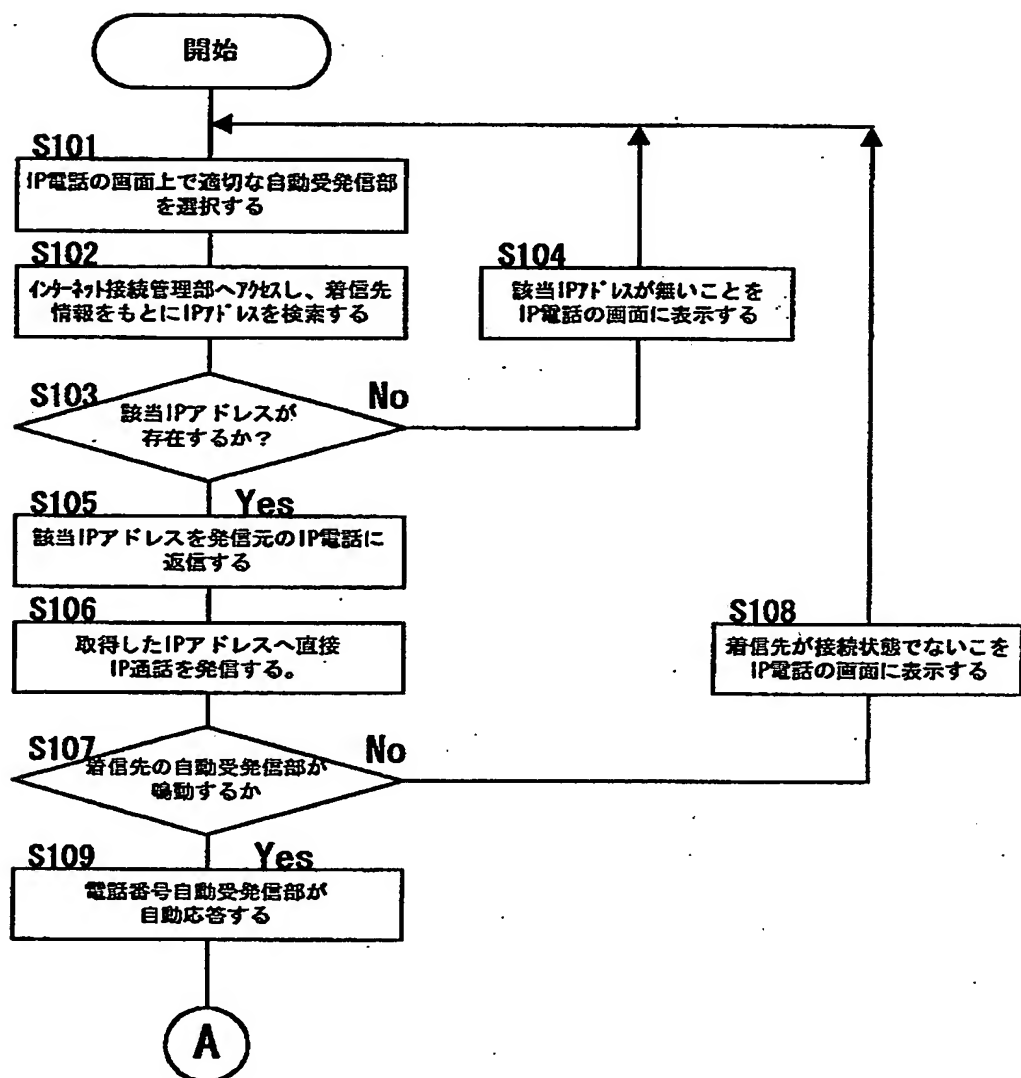 開始
S101
IP電話の画面上で適切な自動受発信部
を選択する
S102
インターネット接続管理部へアクセスし、着信先
情報をもとにIPアドレスを検索する
S104
該当IPアドレスが無いことを
IP電話の画面に表示する
S103
該当IPアドレスが
存在するか?
No
Yes
S105
該当IPアドレスを発信元のIP電話に
返信する
S106
取得したIPアドレスへ直接
IP通話を発信する。
S108
着信先が接続状態でないこを
IP電話の画面に表示する
S107
着信先の自動受発信部が
鳴動するか
No
Yes
S109
電話番号自動受発信部が
自動応答する
A